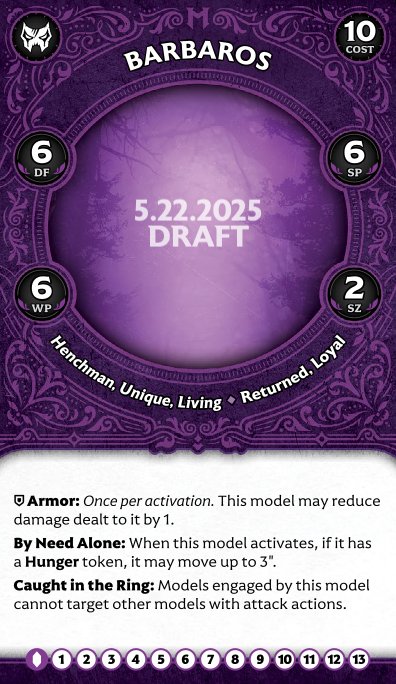 M
BARBAROS
10
COST
6
DF
6
SP
5.22.2025
DRAFT
6
WP
2
SZ
Henchman, Unique, Living ◆ Returned, Loyal
Armor: Once per activation. This model may reduce
damage dealt to it by 1.
By Need Alone: When this model activates, if it has
a Hunger token, it may move up to 3".
Caught in the Ring: Models engaged by this model
cannot target other models with attack actions.
1 2 3 4 5 6 7 8 9 10 11 12 13